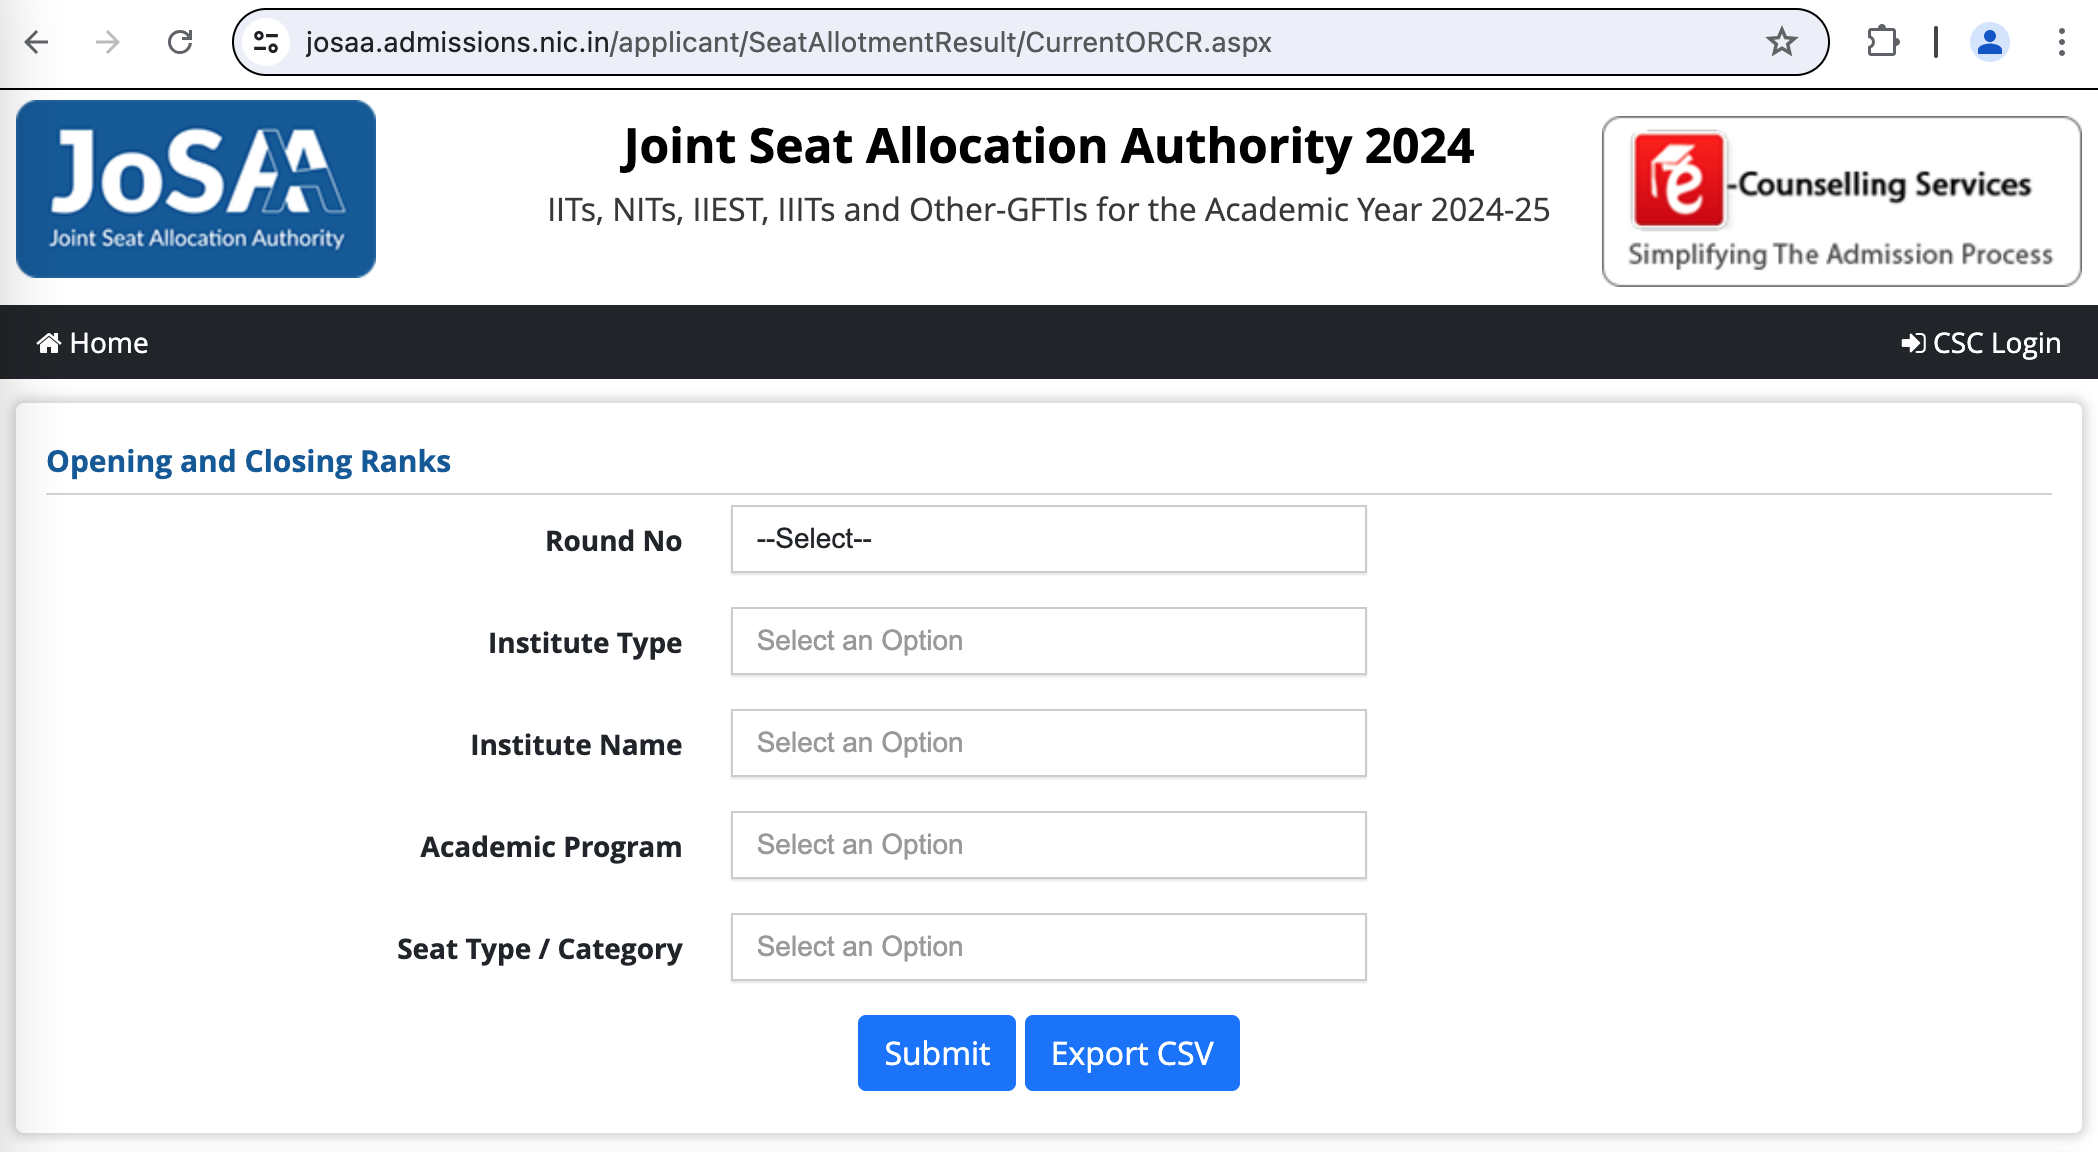 josaa.admissions.nic.in/applicant/SeatAllotmentResult/CurrentORCR.aspx
JoSAA
Joint Seat Allocation Authority
Joint Seat Allocation Authority 2024
IITs, NITs, IIEST, IIITs and Other-GFTIs for the Academic Year 2024-25
e-Counselling Services
Simplifying The Admission Process
Home
CSC Login
Opening and Closing Ranks
Round No
--Select--
Institute Type
Select an Option
Institute Name
Select an Option
Academic Program
Select an Option
Seat Type / Category
Select an Option
Submit
Export CSV